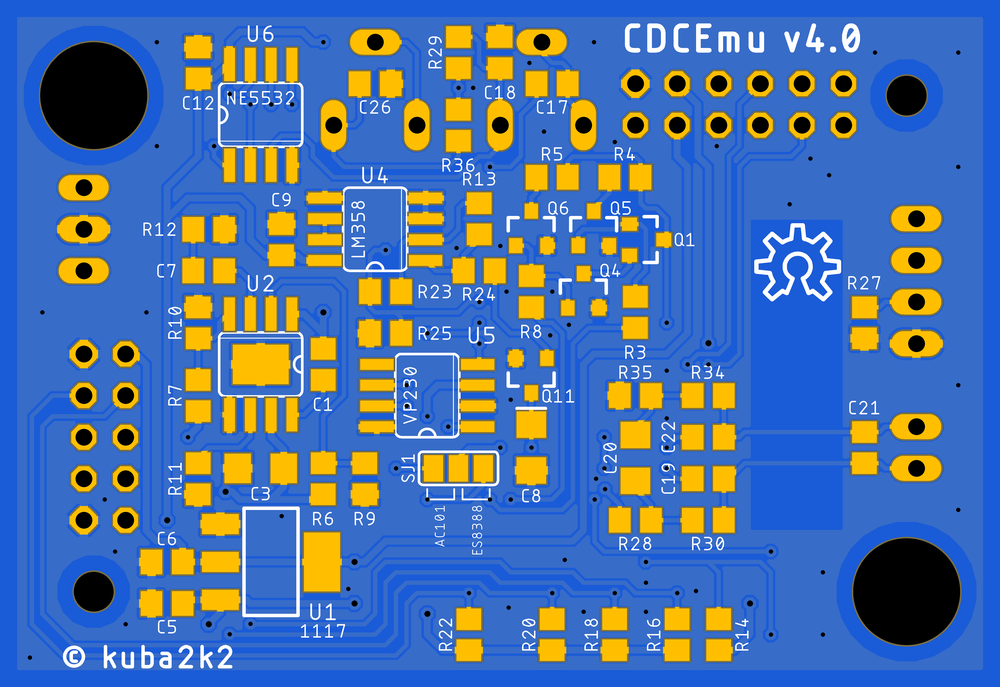 U6
R29
CDCEmu v4.0
C12
NE5532
C26
C18
C17
R36
R5
R4
U4
R13
C9
LM358
Q6
Q5
R12
Q1
C7
U2
R24
Q4
R23
R27
R10
R8
R25
U5
R3
R7
VP230
R35
R34
C1
Q11
C21
C22
C20
R11
SJ1
C19
C3
C8
R6
R9
AC101
ES8388
R28
R30
C6
U1
1117
C5
R22
R20
R18
R16
R14
© kuba2k2